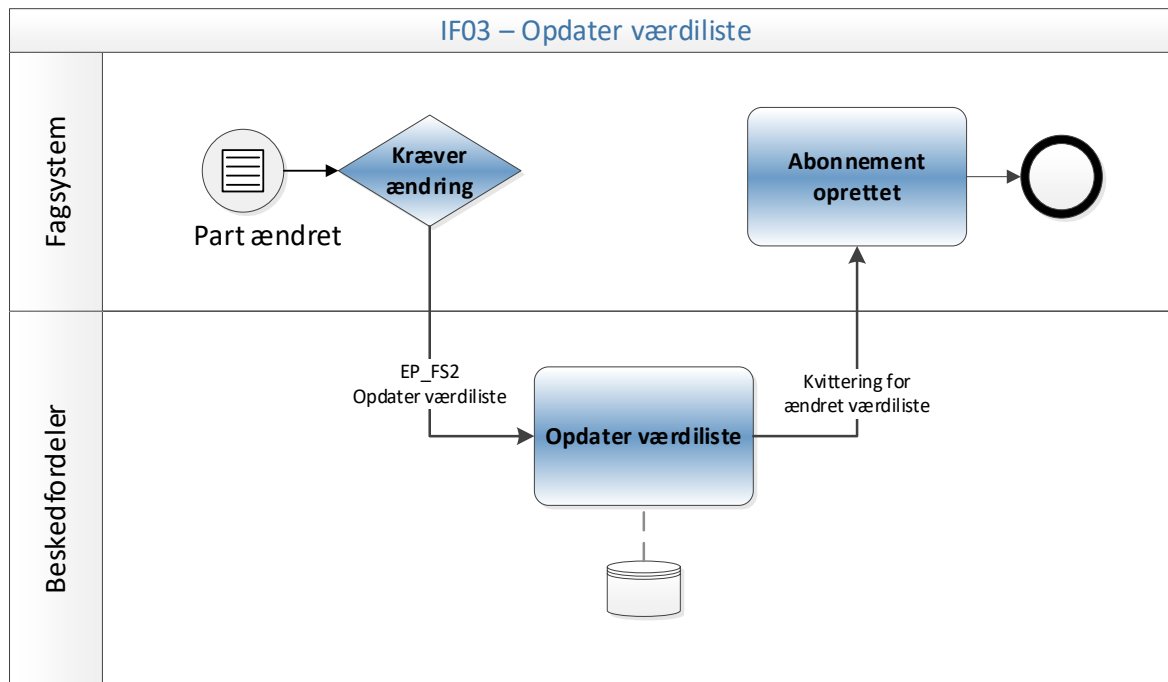 IF03 – Opdater værdiliste
Fagsystem
Kræver
ændring
Part ændret
Abonnement
oprettet
Beskedfordeler
EP_FS2
Opdater værdiliste
Opdater værdiliste
Kvittering for
ændret værdiliste